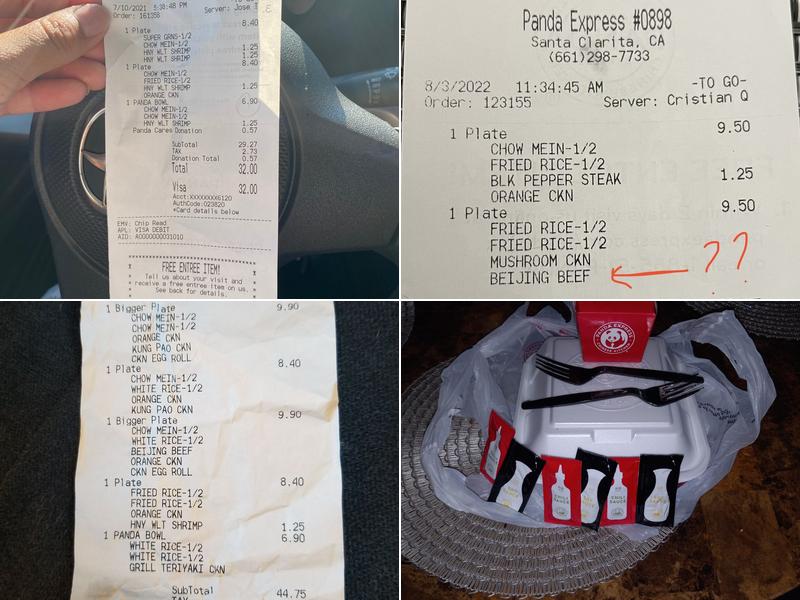 7/10/2021 5:38:48 PM
Order: 161356 Server: Jose
8.40
1 Plate
SUPER GRNS-1/2
CHOW MEIN-1/2
HNY WLT SHRIMP 1.25
HNY WLT SHRIMP 1.25
1 Plate 8.40
CHOW MEIN-1/2
FRIED RICE-1/2
HNY WLT SHRIMP 1.25
ORANGE CKN
1 PANDA BOWL 6.90
CHOW MEIN-1/2
CHOW MEIN-1/2
HNY WLT SHRIMP 1.25
Panda Cares Donation 0.57
SubTotal 29.27
TAX 2.73
Donation Total 0.57
Total 32.00
Visa 32.00
Acct:XXXXXXXX6120
AuthCode:023820
*Card details below
EMV: Chip Read
APL: VISA DEBIT
AID: A0000000031010
FREE ENTREE ITEM!
Tell us about your visit and
receive a free entree item on us.
See back for details.
Panda Express #0898
Santa Clarita, CA
(661)298-7733
8/3/2022 11:34:45 AM -TO GO-
Order: 123155 Server: Cristian Q
1 Plate 9.50
CHOW MEIN-1/2
FRIED RICE-1/2
BLK PEPPER STEAK 1.25
ORANGE CKN
1 Plate 9.50
FRIED RICE-1/2
FRIED RICE-1/2
MUSHROOM CKN
BEIJING BEEF ??
1 Bigger Plate 9.90
CHOW MEIN-1/2
CHOW MEIN-1/2
ORANGE CKN
KUNG PAO CKN
CKN EGG ROLL
1 Plate 8.40
CHOW MEIN-1/2
WHITE RICE-1/2
ORANGE CKN
KUNG PAO CKN
1 Bigger Plate 9.90
CHOW MEIN-1/2
WHITE RICE-1/2
BEIJING BEEF
ORANGE CKN
CKN EGG ROLL
1 Plate 8.40
FRIED RICE-1/2
FRIED RICE-1/2
ORANGE CKN
HNY WLT SHRIMP 1.25
1 PANDA BOWL 6.90
WHITE RICE-1/2
WHITE RICE-1/2
GRILL TERIYAKI CKN
SubTotal 44.75
TAX
PANDA EXPRESS
CHILI SAUCE
CHILI SAUCE